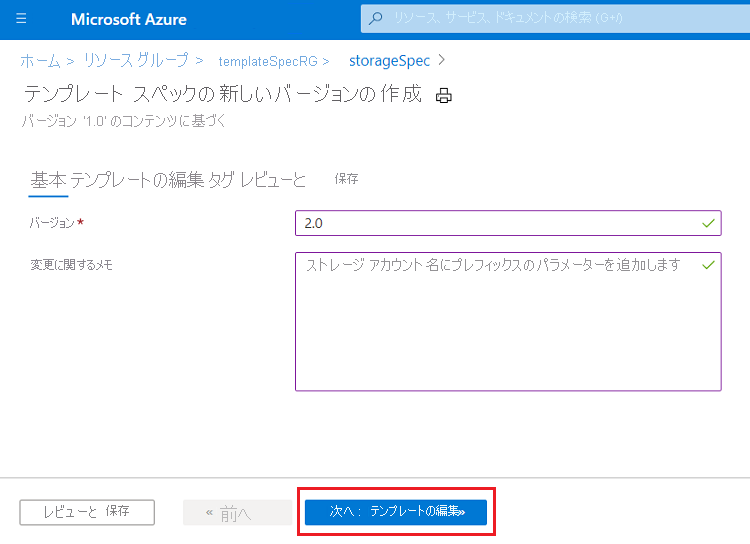 Microsoft Azure
リソース、サービス、ドキュメントの検索 (G+/)
ホーム > リソース グループ > templateSpecRG > storageSpec >
テンプレート スペックの新しいバージョンの作成
バージョン '1.0' のコンテンツに基づく
基本 テンプレートの編集 タグ レビューと 保存
バージョン *
2.0
変更に関するメモ
ストレージ アカウント名にプレフィックスのパラメーターを追加します
レビューと 保存
« 前へ
次へ : テンプレートの編集»